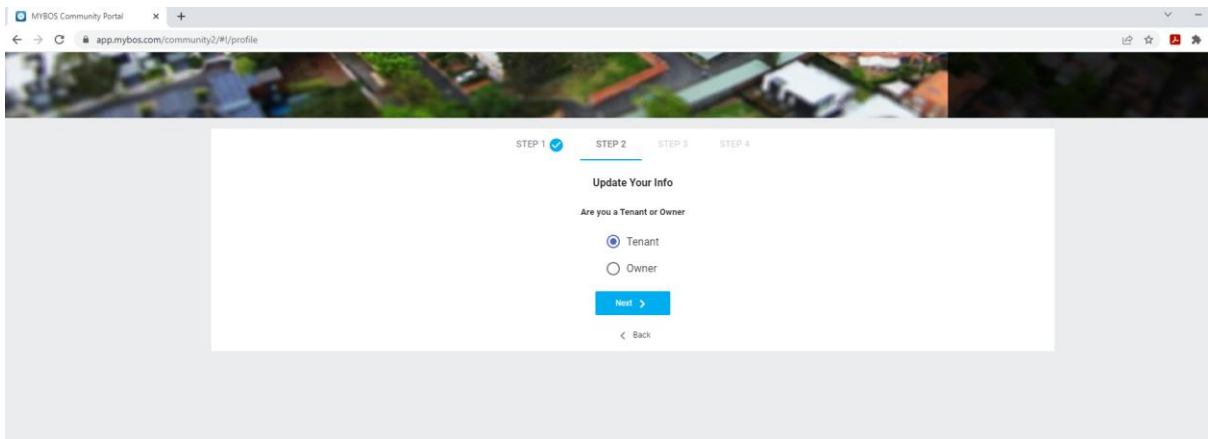 MYBOS Community Portal
app.mybos.com/community2/#!/profile
STEP 1 STEP 2 STEP 3 STEP 4
Update Your Info
Are you a Tenant or Owner
Tenant
Owner
Next
Back